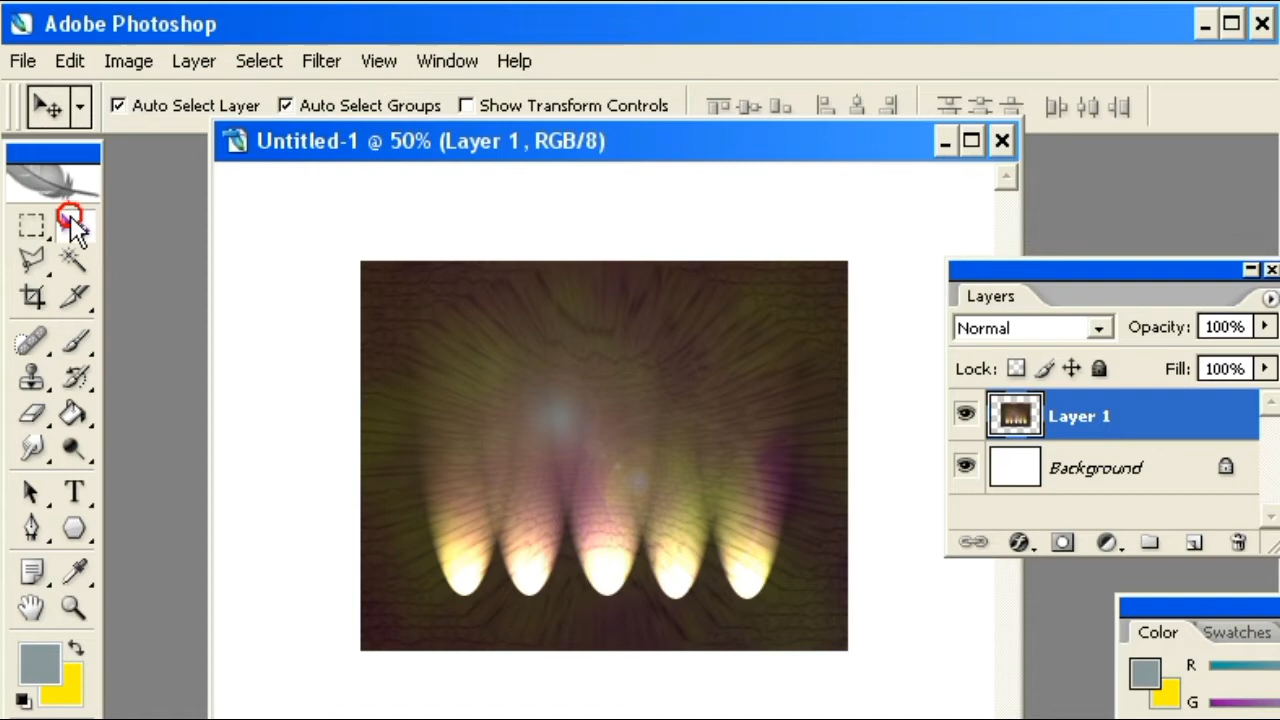 Adobe Photoshop
File Edit Image Layer Select Filter View Window Help
Auto Select Layer Auto Select Groups Show Transform Controls
Untitled-1 @ 50% (Layer 1, RGB/8)
Layers
Normal Opacity: 100%
Lock: Fill: 100%
Layer 1
Background
Color Swatches
R
G